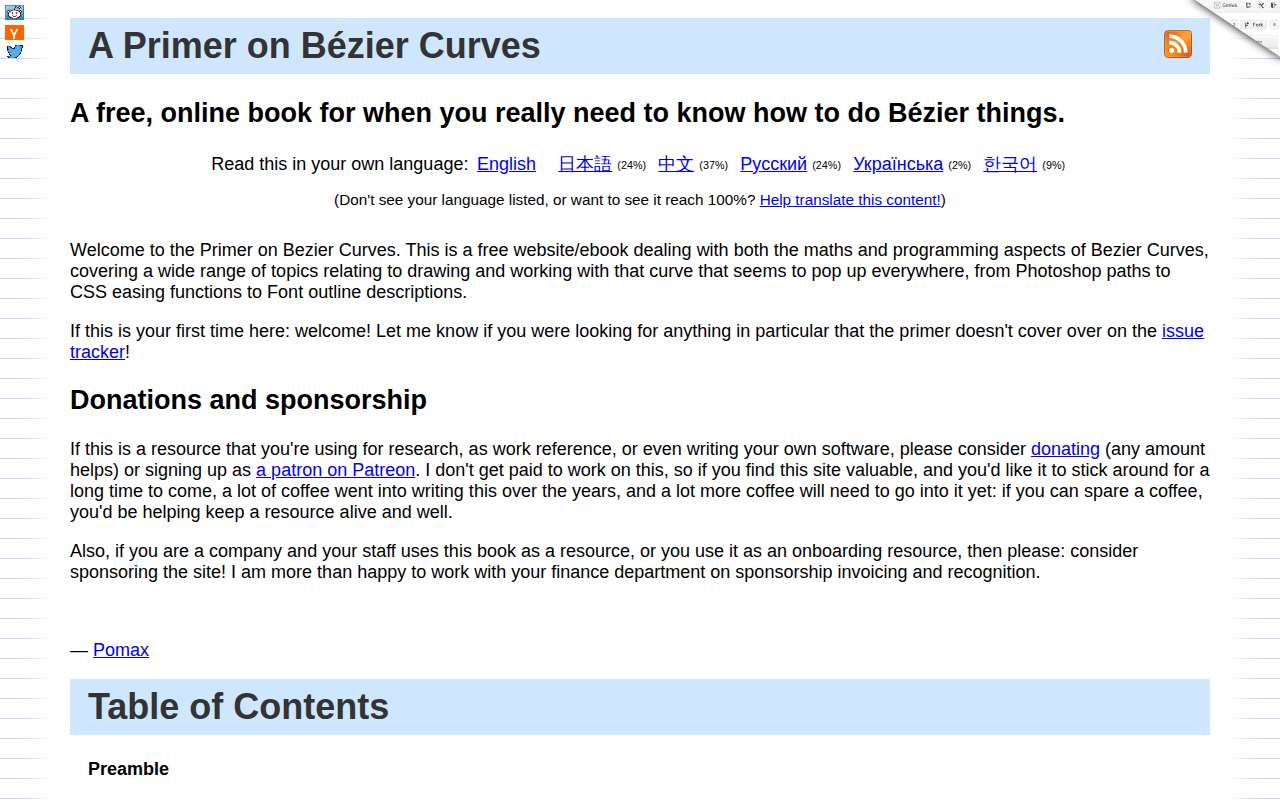 A Primer on Bézier Curves
A free, online book for when you really need to know how to do Bézier things.
Read this in your own language: English 日本語 (24%) 中文 (37%) Русский (24%) Українська (2%) 한국어 (9%)
(Don't see your language listed, or want to see it reach 100%? Help translate this content!)
Welcome to the Primer on Bezier Curves. This is a free website/ebook dealing with both the maths and programming aspects of Bezier Curves,
covering a wide range of topics relating to drawing and working with that curve that seems to pop up everywhere, from Photoshop paths to
CSS easing functions to Font outline descriptions.
If this is your first time here: welcome! Let me know if you were looking for anything in particular that the primer doesn't cover over on the issue
tracker!
Donations and sponsorship
If this is a resource that you're using for research, as work reference, or even writing your own software, please consider donating (any amount
helps) or signing up as a patron on Patreon. I don't get paid to work on this, so if you find this site valuable, and you'd like it to stick around for a
long time to come, a lot of coffee went into writing this over the years, and a lot more coffee will need to go into it yet: if you can spare a coffee,
you'd be helping keep a resource alive and well.
Also, if you are a company and your staff uses this book as a resource, or you use it as an onboarding resource, then please: consider
sponsoring the site! I am more than happy to work with your finance department on sponsorship invoicing and recognition.
— Pomax
Table of Contents
Preamble
Y
GitHub
Fork